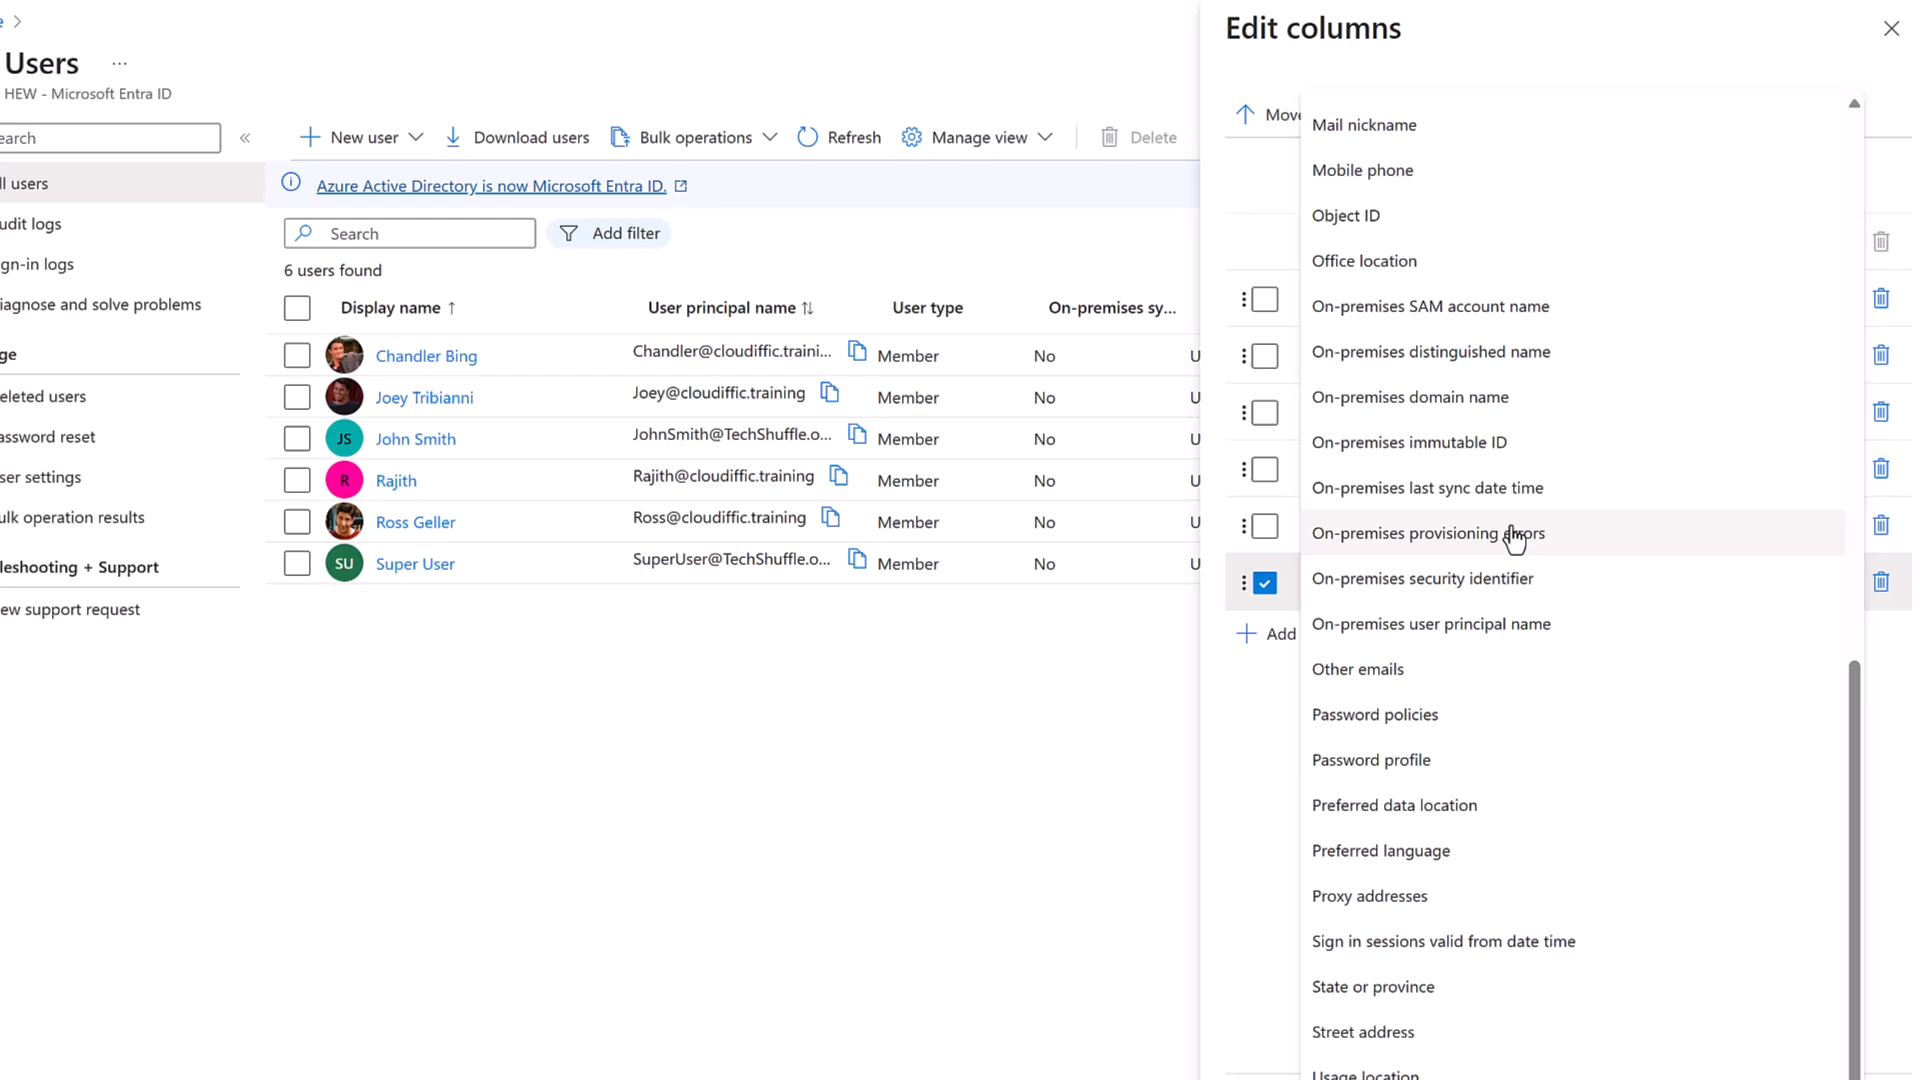 e >
Users ...
HEW - Microsoft Entra ID
earch «
ll users
udit logs
gn-in logs
iagnose and solve problems
ge
eleted users
assword reset
ser settings
ulk operation results
leshooting + Support
ew support request
New user Download users Bulk operations Refresh Manage view Delete
Azure Active Directory is now Microsoft Entra ID.
Search Add filter
6 users found
Display name ↑ User principal name ↑↓ User type On-premises sy...
Chandler Bing Chandler@cloudiffic.traini... Member No U
Joey Tribianni Joey@cloudiffic.training Member No U
JS John Smith JohnSmith@TechShuffle.o... Member No U
R Rajith Rajith@cloudiffic.training Member No U
Ross Geller Ross@cloudiffic.training Member No U
SU Super User SuperUser@TechShuffle.o... Member No U
Edit columns
Move
Mail nickname
Mobile phone
Object ID
Office location
On-premises SAM account name
On-premises distinguished name
On-premises domain name
On-premises immutable ID
On-premises last sync date time
On-premises provisioning errors
On-premises security identifier
On-premises user principal name
Add
Other emails
Password policies
Password profile
Preferred data location
Preferred language
Proxy addresses
Sign in sessions valid from date time
State or province
Street address
Usage location